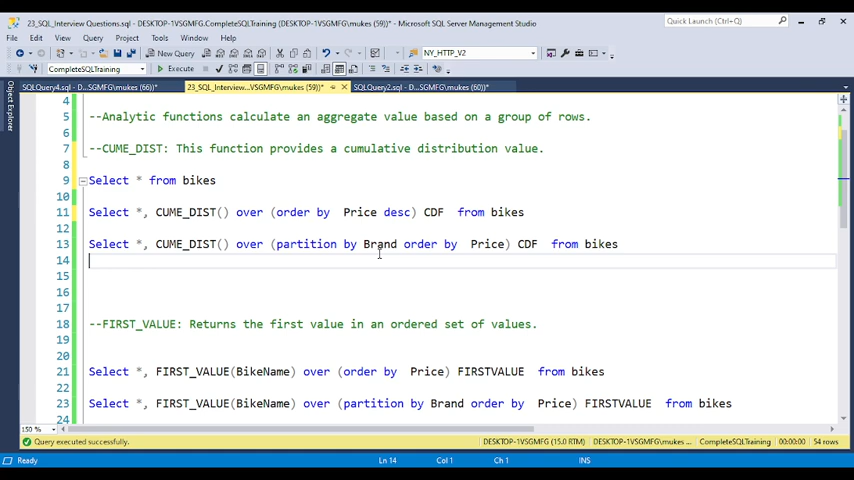 23_SQL_Interview Questions.sql - DESKTOP-1VSGMFG.CompleteSQLTraining (DESKTOP-1VSGMFG\mukes (59))* - Microsoft SQL Server Management Studio
Quick Launch (Ctrl+Q)
File Edit View Query Project Tools Window Help
New Query
NY_HTTP_V2
CompleteSQLTraining
Execute
SQLQuery4.sql - D...SGMFG\mukes (66))*
23_SQL_Interview...VSGMFG\mukes (59))*
SQLQuery2.sql - D...SGMFG\mukes (60))*
Object Explorer
4
5 --Analytic functions calculate an aggregate value based on a group of rows.
6
7 --CUME_DIST: This function provides a cumulative distribution value.
8
9 Select * from bikes
10
11 Select *, CUME_DIST() over (order by  Price desc) CDF  from bikes
12
13 Select *, CUME_DIST() over (partition by Brand order by  Price) CDF  from bikes
14
15
16
17
18 --FIRST_VALUE: Returns the first value in an ordered set of values.
19
20
21 Select *, FIRST_VALUE(BikeName) over (order by  Price) FIRSTVALUE  from bikes
22
23 Select *, FIRST_VALUE(BikeName) over (partition by Brand order by  Price) FIRSTVALUE  from bikes
24
150 %
Query executed successfully.
DESKTOP-1VSGMFG (15.0 RTM)
DESKTOP-1VSGMFG\mukes ...
CompleteSQLTraining
00:00:00
54 rows
Ready
Ln 14
Col 1
Ch 1
INS